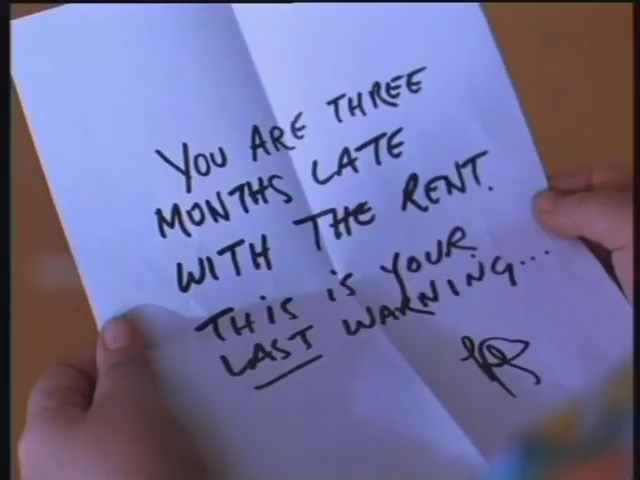 YOU ARE THREE
MONTHS LATE
WITH THE RENT.
THIS IS YOUR
LAST WARNING...